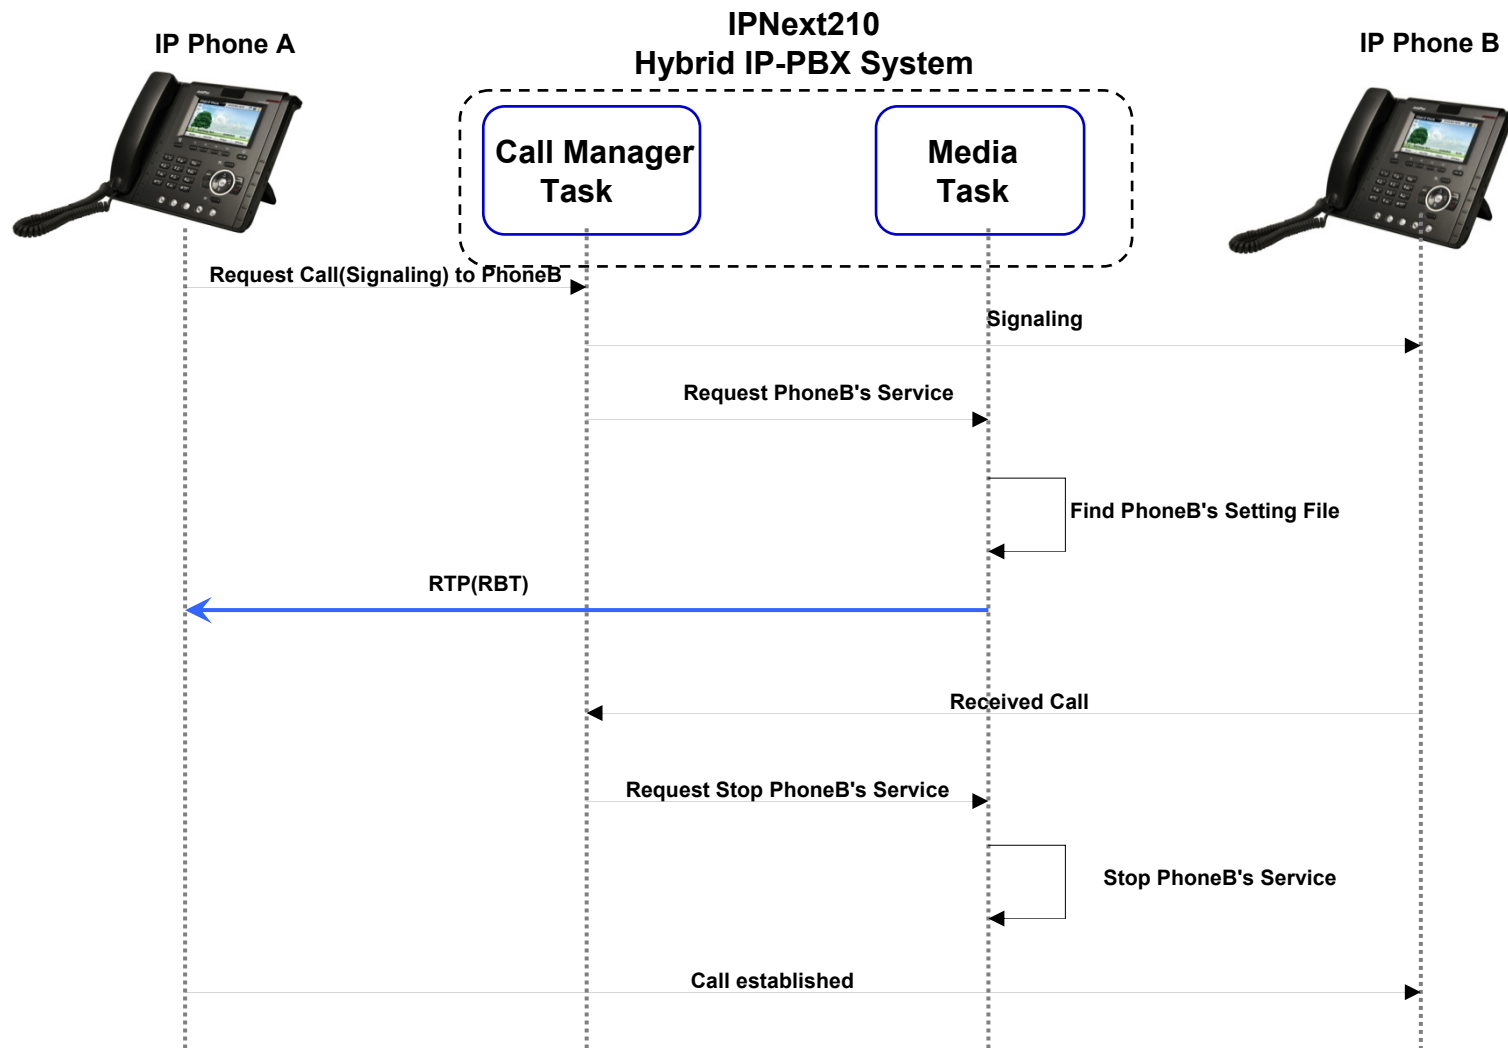 IPNext210
Hybrid IP-PBX System
IP Phone A
IP Phone B
Call Manager
Task
Media
Task
Request Call(Signaling) to PhoneB
Signaling
Request PhoneB's Service
Find PhoneB's Setting File
RTP(RBT)
Received Call
Request Stop PhoneB's Service
Stop PhoneB's Service
Call established